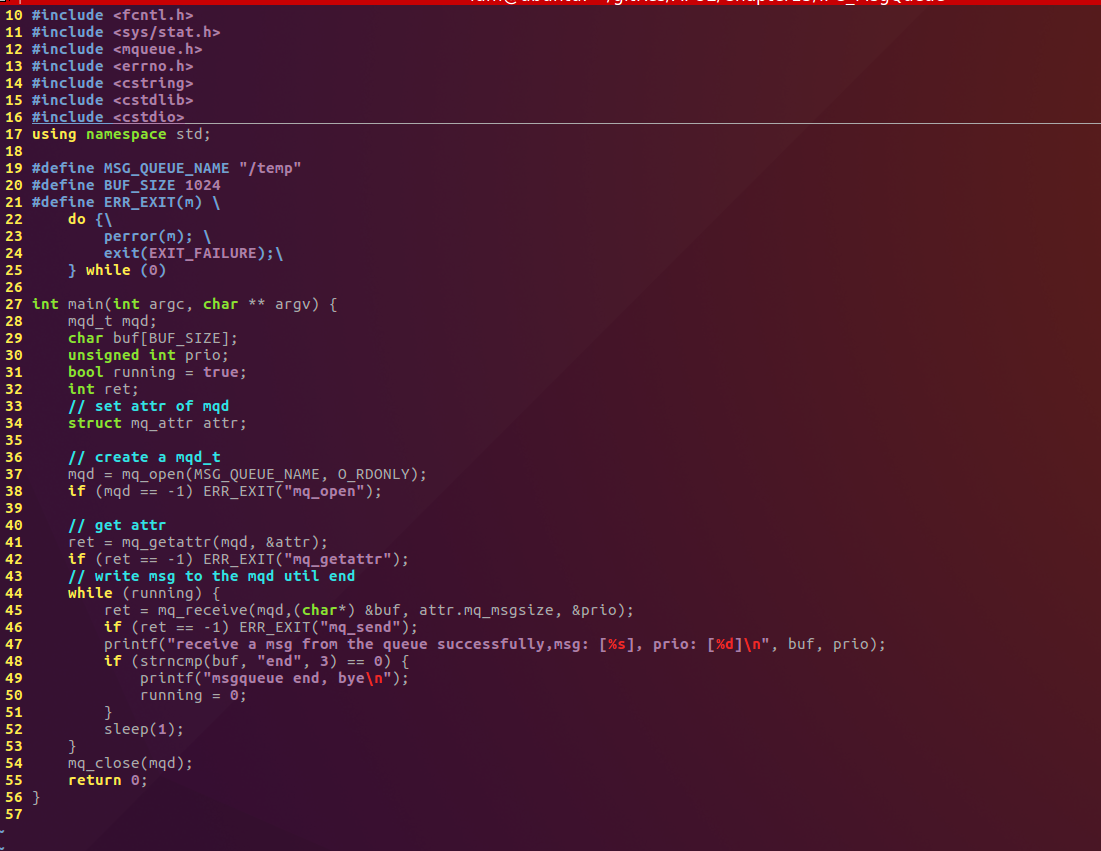 10 #include <fcntl.h>
11 #include <sys/stat.h>
12 #include <mqueue.h>
13 #include <errno.h>
14 #include <cstring>
15 #include <cstdlib>
16 #include <cstdio>
17 using namespace std;
18
19 #define MSG_QUEUE_NAME "/temp"
20 #define BUF_SIZE 1024
21 #define ERR_EXIT(m) \
22     do {\
23         perror(m); \
24         exit(EXIT_FAILURE);\
25     } while (0)
26
27 int main(int argc, char ** argv) {
28     mqd_t mqd;
29     char buf[BUF_SIZE];
30     unsigned int prio;
31     bool running = true;
32     int ret;
33     // set attr of mqd
34     struct mq_attr attr;
35
36     // create a mqd_t
37     mqd = mq_open(MSG_QUEUE_NAME, O_RDONLY);
38     if (mqd == -1) ERR_EXIT("mq_open");
39
40     // get attr
41     ret = mq_getattr(mqd, &attr);
42     if (ret == -1) ERR_EXIT("mq_getattr");
43     // write msg to the mqd util end
44     while (running) {
45         ret = mq_receive(mqd,(char*) &buf, attr.mq_msgsize, &prio);
46         if (ret == -1) ERR_EXIT("mq_send");
47         printf("receive a msg from the queue successfully,msg: [%s], prio: [%d]\n", buf, prio);
48         if (strncmp(buf, "end", 3) == 0) {
49             printf("msgqueue end, bye\n");
50             running = 0;
51         }
52         sleep(1);
53     }
54     mq_close(mqd);
55     return 0;
56 }
57
~
~